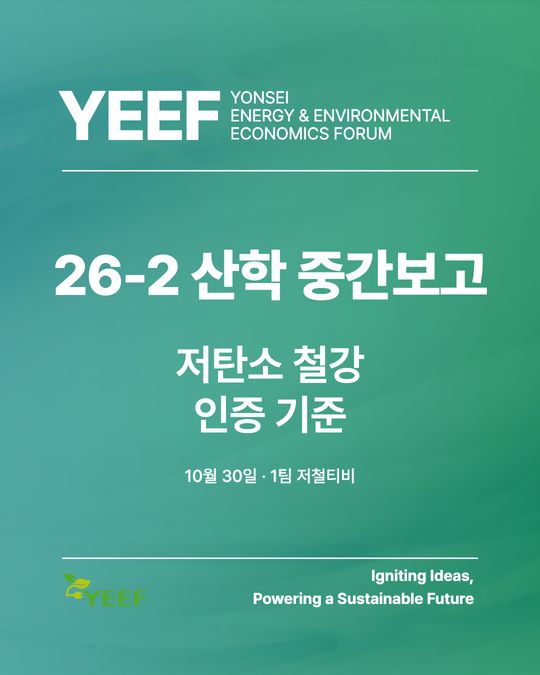 YEEF
YONSEI
ENERGY & ENVIRONMENTAL
ECONOMICS FORUM
26-2 산학 중간보고
저탄소 철강
인증 기준
10월 30일 · 1팀 저철티비
YEEF
Igniting Ideas,
Powering a Sustainable Future